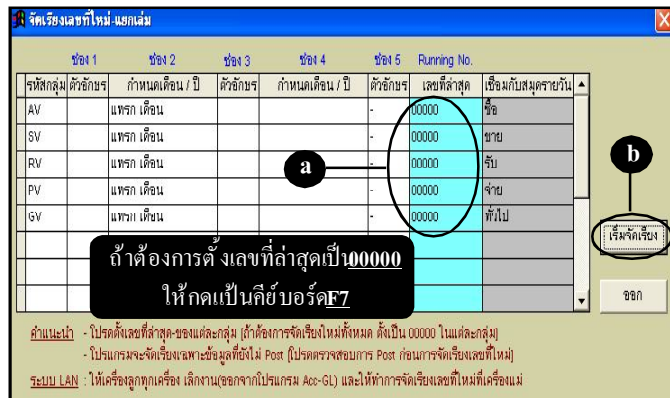 จัดเรียงเลขที่ใหม่-แยกเล่ม
ช่อง 1 ช่อง 2 ช่อง 3 ช่อง 4 ช่อง 5 Running No.
รหัสกลุ่ม ตัวอักษร กำหนดเดือน / ปี ตัวอักษร กำหนดเดือน / ปี ตัวอักษร เลขที่ล่าสุด เชื่อมกับสมุดรายวัน
AV แทรก เดือน - 00000 ซื้อ
SV แทรก เดือน - 00000 ขาย
RV แทรก เดือน - 00000 รับ
PV แทรก เดือน - 00000 จ่าย
GV แทรก เดือน - 00000 ทั่วไป
a
b
เริ่มจัดเรียง
ออก
ถ้าต้องการตั้งเลขที่ล่าสุดเป็น00000
ให้กดแป้นคีย์บอร์ดF7
คำแนะนำ - โปรดตั้งเลขที่ล่าสุด-ของแต่ละกลุ่ม (ถ้าต้องการจัดเรียงใหม่ทั้งหมด ตั้งเป็น 00000 ในแต่ละกลุ่ม)
- โปรแกรมจะจัดเรียงเฉพาะข้อมูลที่ยังไม่ Post (โปรดตรวจสอบการ Post ก่อนการจัดเรียงเลขที่ใหม่)
ระบบ LAN : ให้เครื่องลูกทุกเครื่อง เลิกงาน(ออกจากโปรแกรม Acc-GL) และให้ทำการจัดเรียงเลขที่ใหม่ที่เครื่องแม่